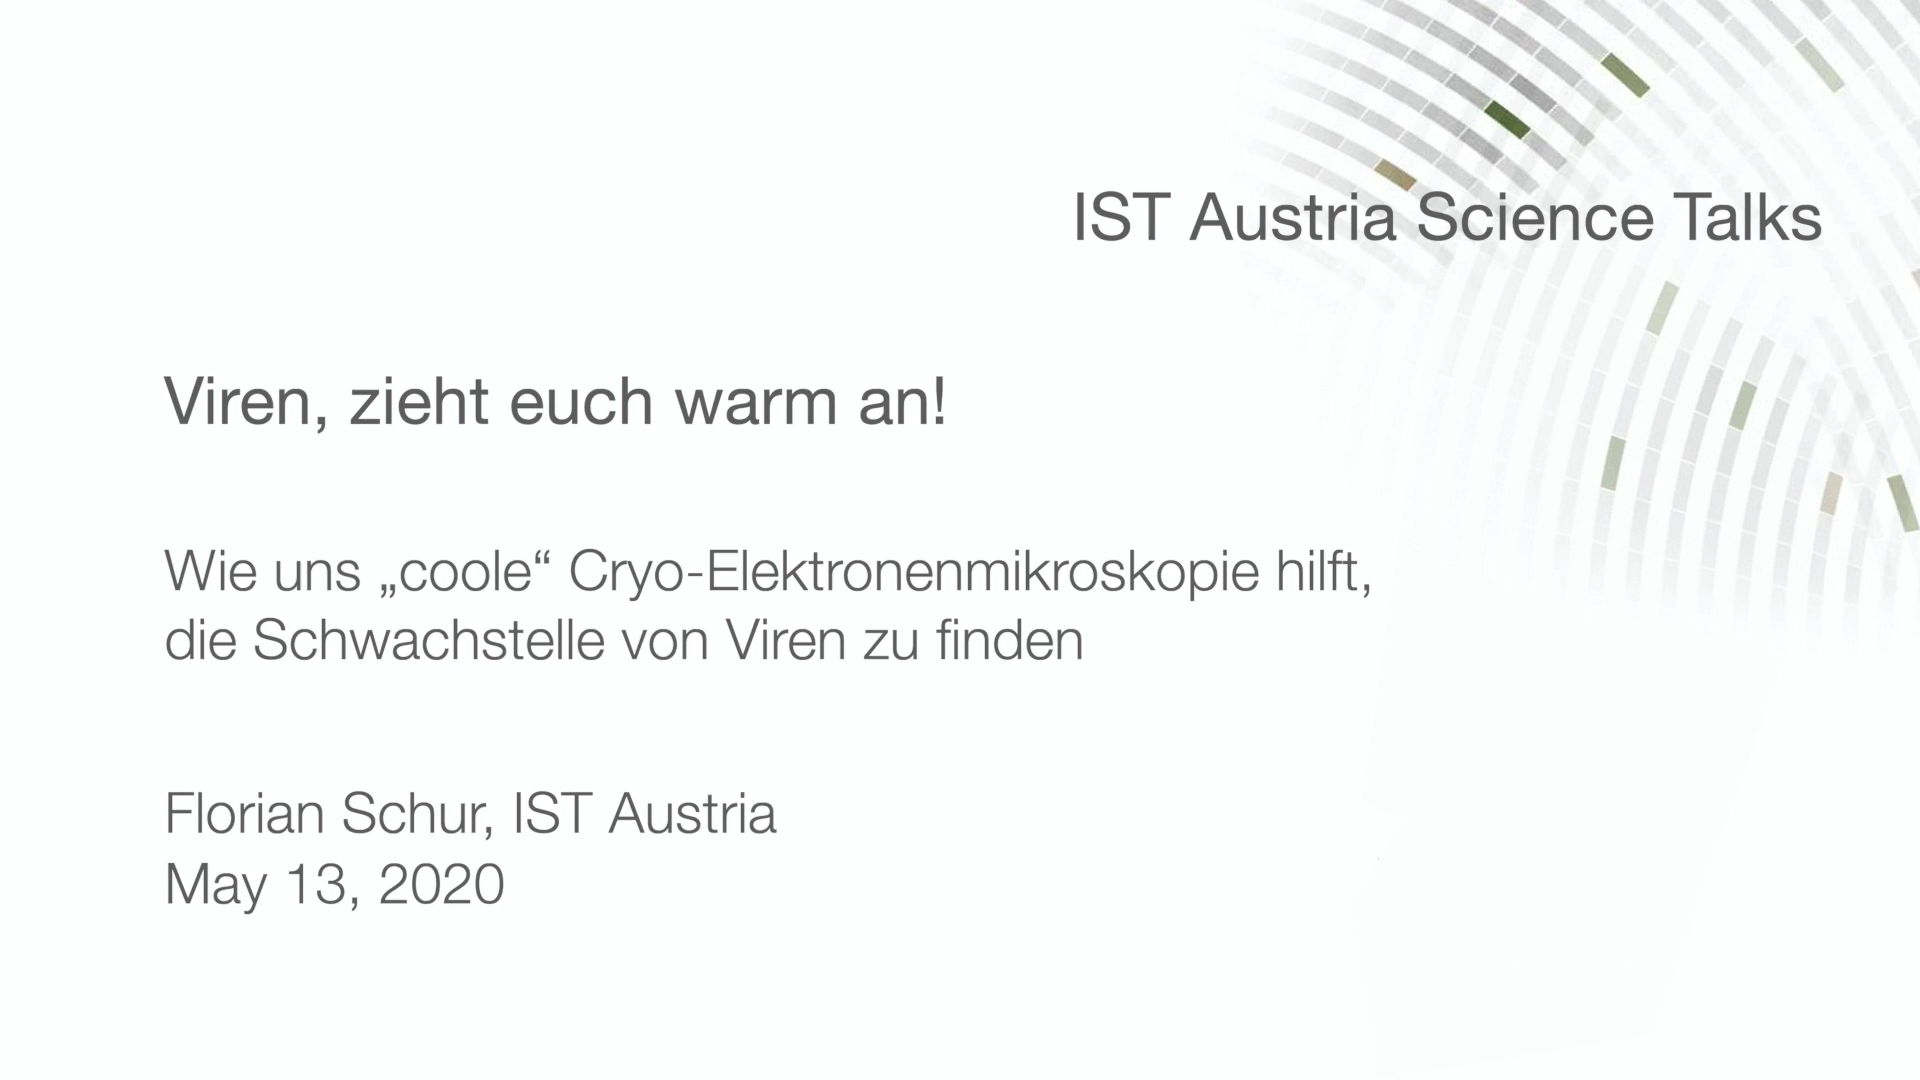 IST Austria Science Talks
Viren, zieht euch warm an!
Wie uns „coole“ Cryo-Elektronenmikroskopie hilft,
die Schwachstelle von Viren zu finden
Florian Schur, IST Austria
May 13, 2020